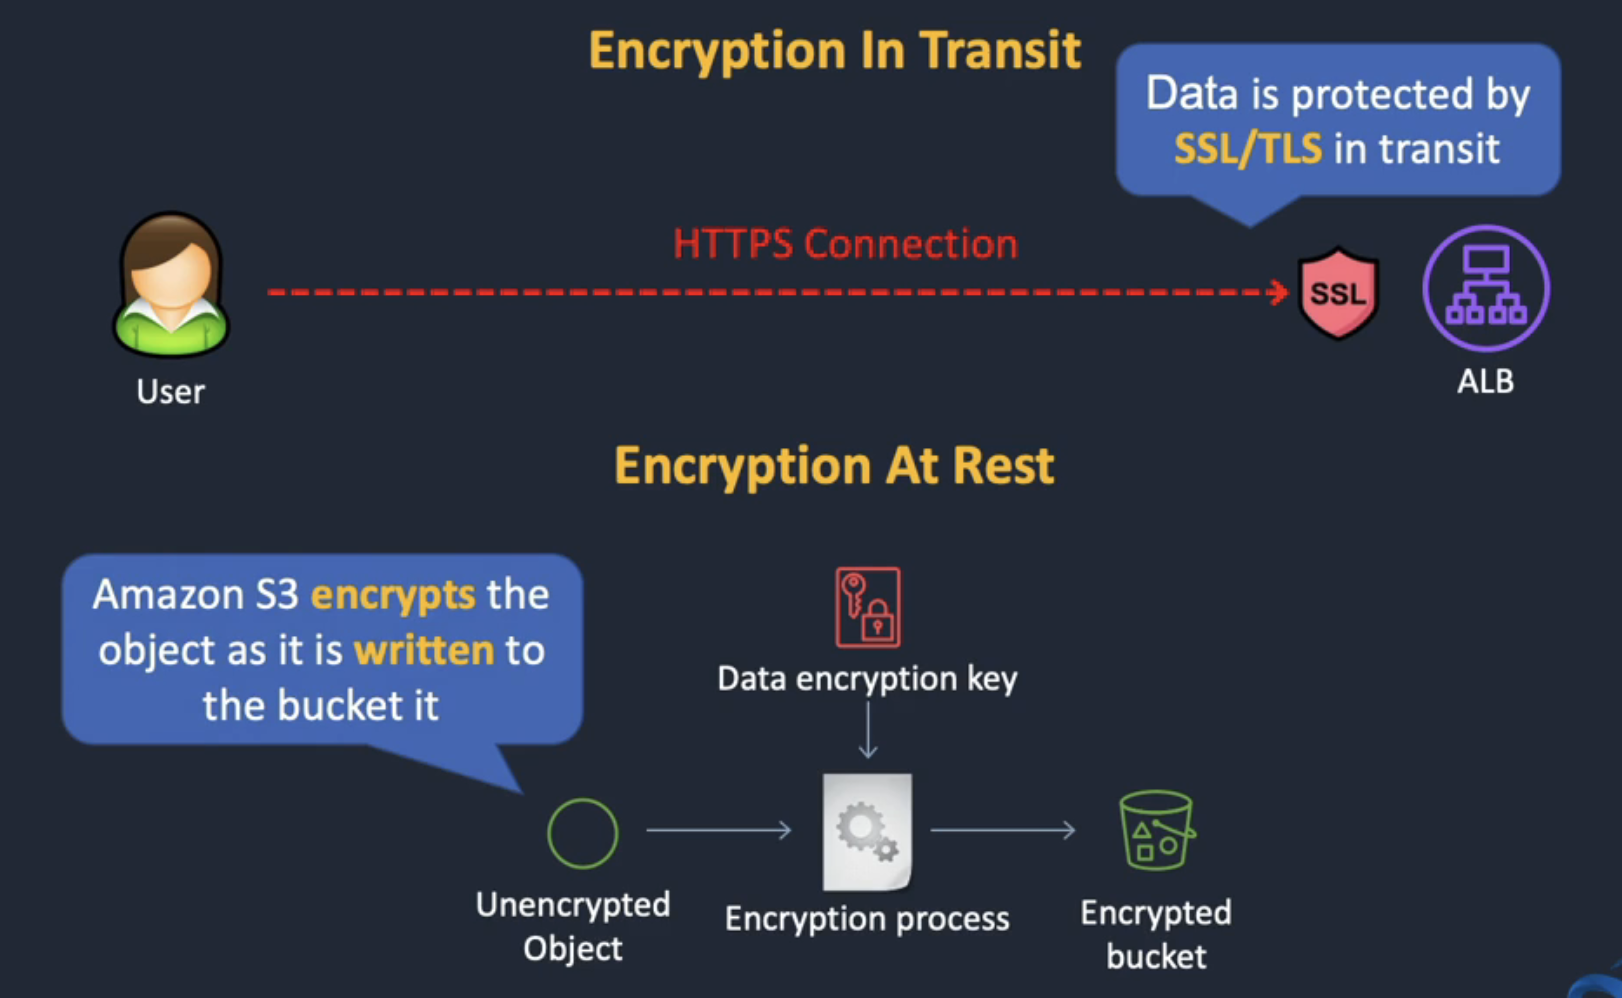 Encryption In Transit
Data is protected by
SSL/TLS in transit
HTTPS Connection
SSL
User
ALB
Encryption At Rest
Amazon S3 encrypts the
object as it is written to
the bucket it
Data encryption key
Unencrypted
Object
Encryption process
Encrypted
bucket